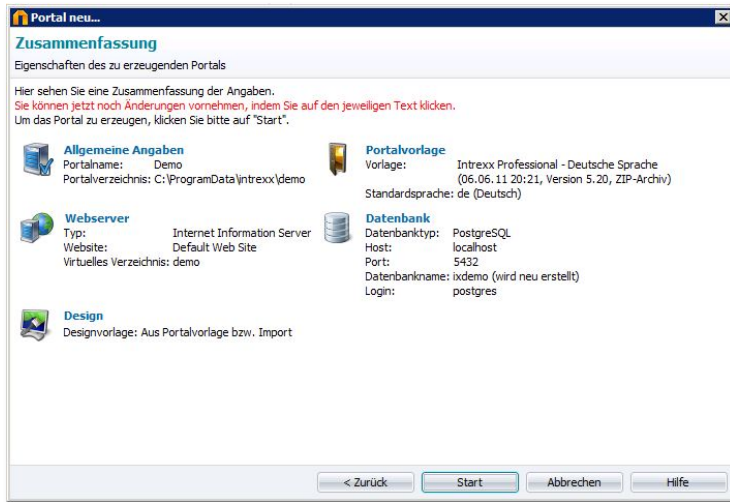 Portal neu...
Zusammenfassung
Eigenschaften des zu erzeugenden Portals
Hier sehen Sie eine Zusammenfassung der Angaben.
Sie können jetzt noch Änderungen vornehmen, indem Sie auf den jeweiligen Text klicken.
Um das Portal zu erzeugen, klicken Sie bitte auf "Start".
Allgemeine Angaben
Portalname: Demo
Portalverzeichnis: C:\ProgramData\intrexx\demo
Portalvorlage
Vorlage: Intrexx Professional - Deutsche Sprache
(06.06.11 20:21, Version 5.20, ZIP-Archiv)
Standardsprache: de (Deutsch)
Webserver
Typ: Internet Information Server
Website: Default Web Site
Virtuelles Verzeichnis: demo
Datenbank
Datenbanktyp: PostgreSQL
Host: localhost
Port: 5432
Datenbankname: ixdemo (wird neu erstellt)
Login: postgres
Design
Designvorlage: Aus Portalvorlage bzw. Import
< Zurück Start Abbrechen Hilfe